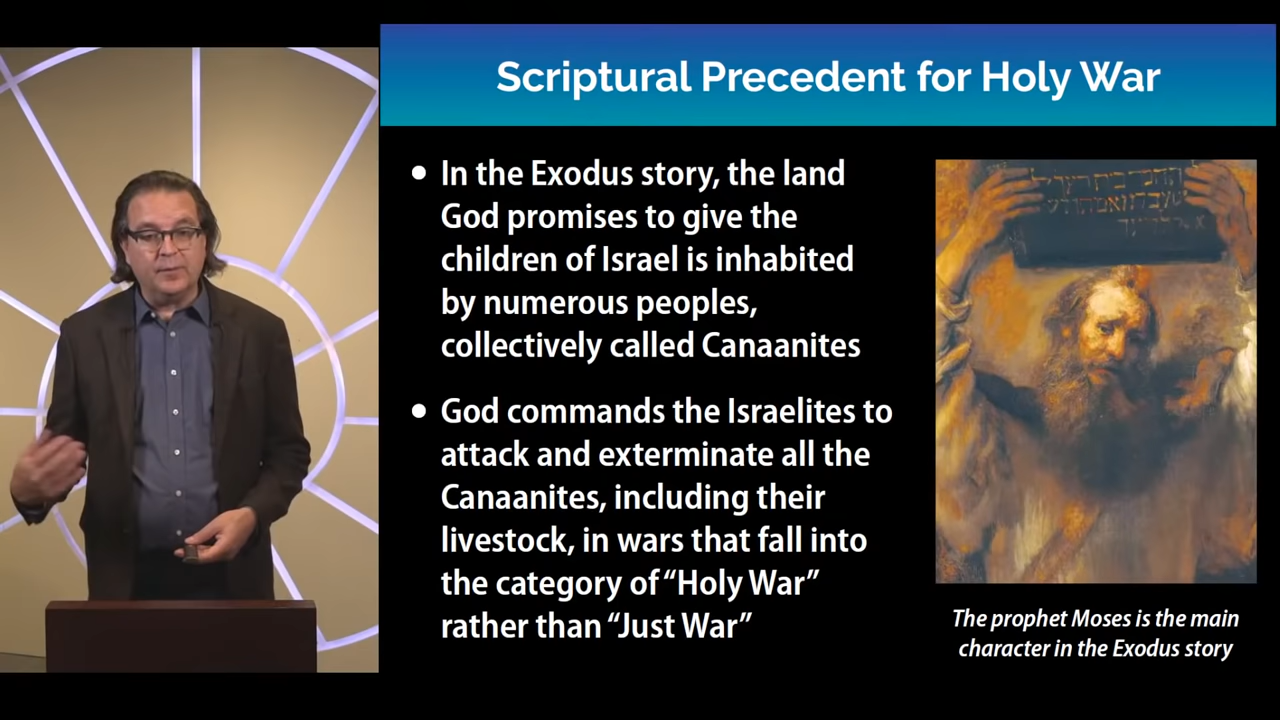 Scriptural Precedent for Holy War
• In the Exodus story, the land
God promises to give the
children of Israel is inhabited
by numerous peoples,
collectively called Canaanites
• God commands the Israelites to
attack and exterminate all the
Canaanites, including their
livestock, in wars that fall into
the category of “Holy War”
rather than “Just War”
The prophet Moses is the main
character in the Exodus story